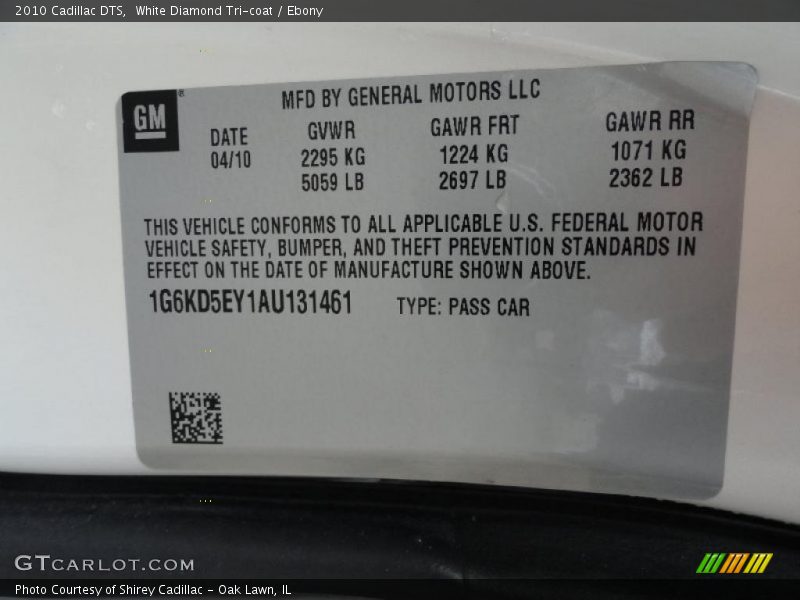 2010 Cadillac DTS, White Diamond Tri-coat / Ebony
GM®
MFD BY GENERAL MOTORS LLC
DATE GVWR GAWR FRT GAWR RR
04/10 2295 KG 1224 KG 1071 KG
5059 LB 2697 LB 2362 LB
THIS VEHICLE CONFORMS TO ALL APPLICABLE U.S. FEDERAL MOTOR
VEHICLE SAFETY, BUMPER, AND THEFT PREVENTION STANDARDS IN
EFFECT ON THE DATE OF MANUFACTURE SHOWN ABOVE.
1G6KD5EY1AU131461 TYPE: PASS CAR
GTCARLOT.COM
Photo Courtesy of Shirey Cadillac - Oak Lawn, IL